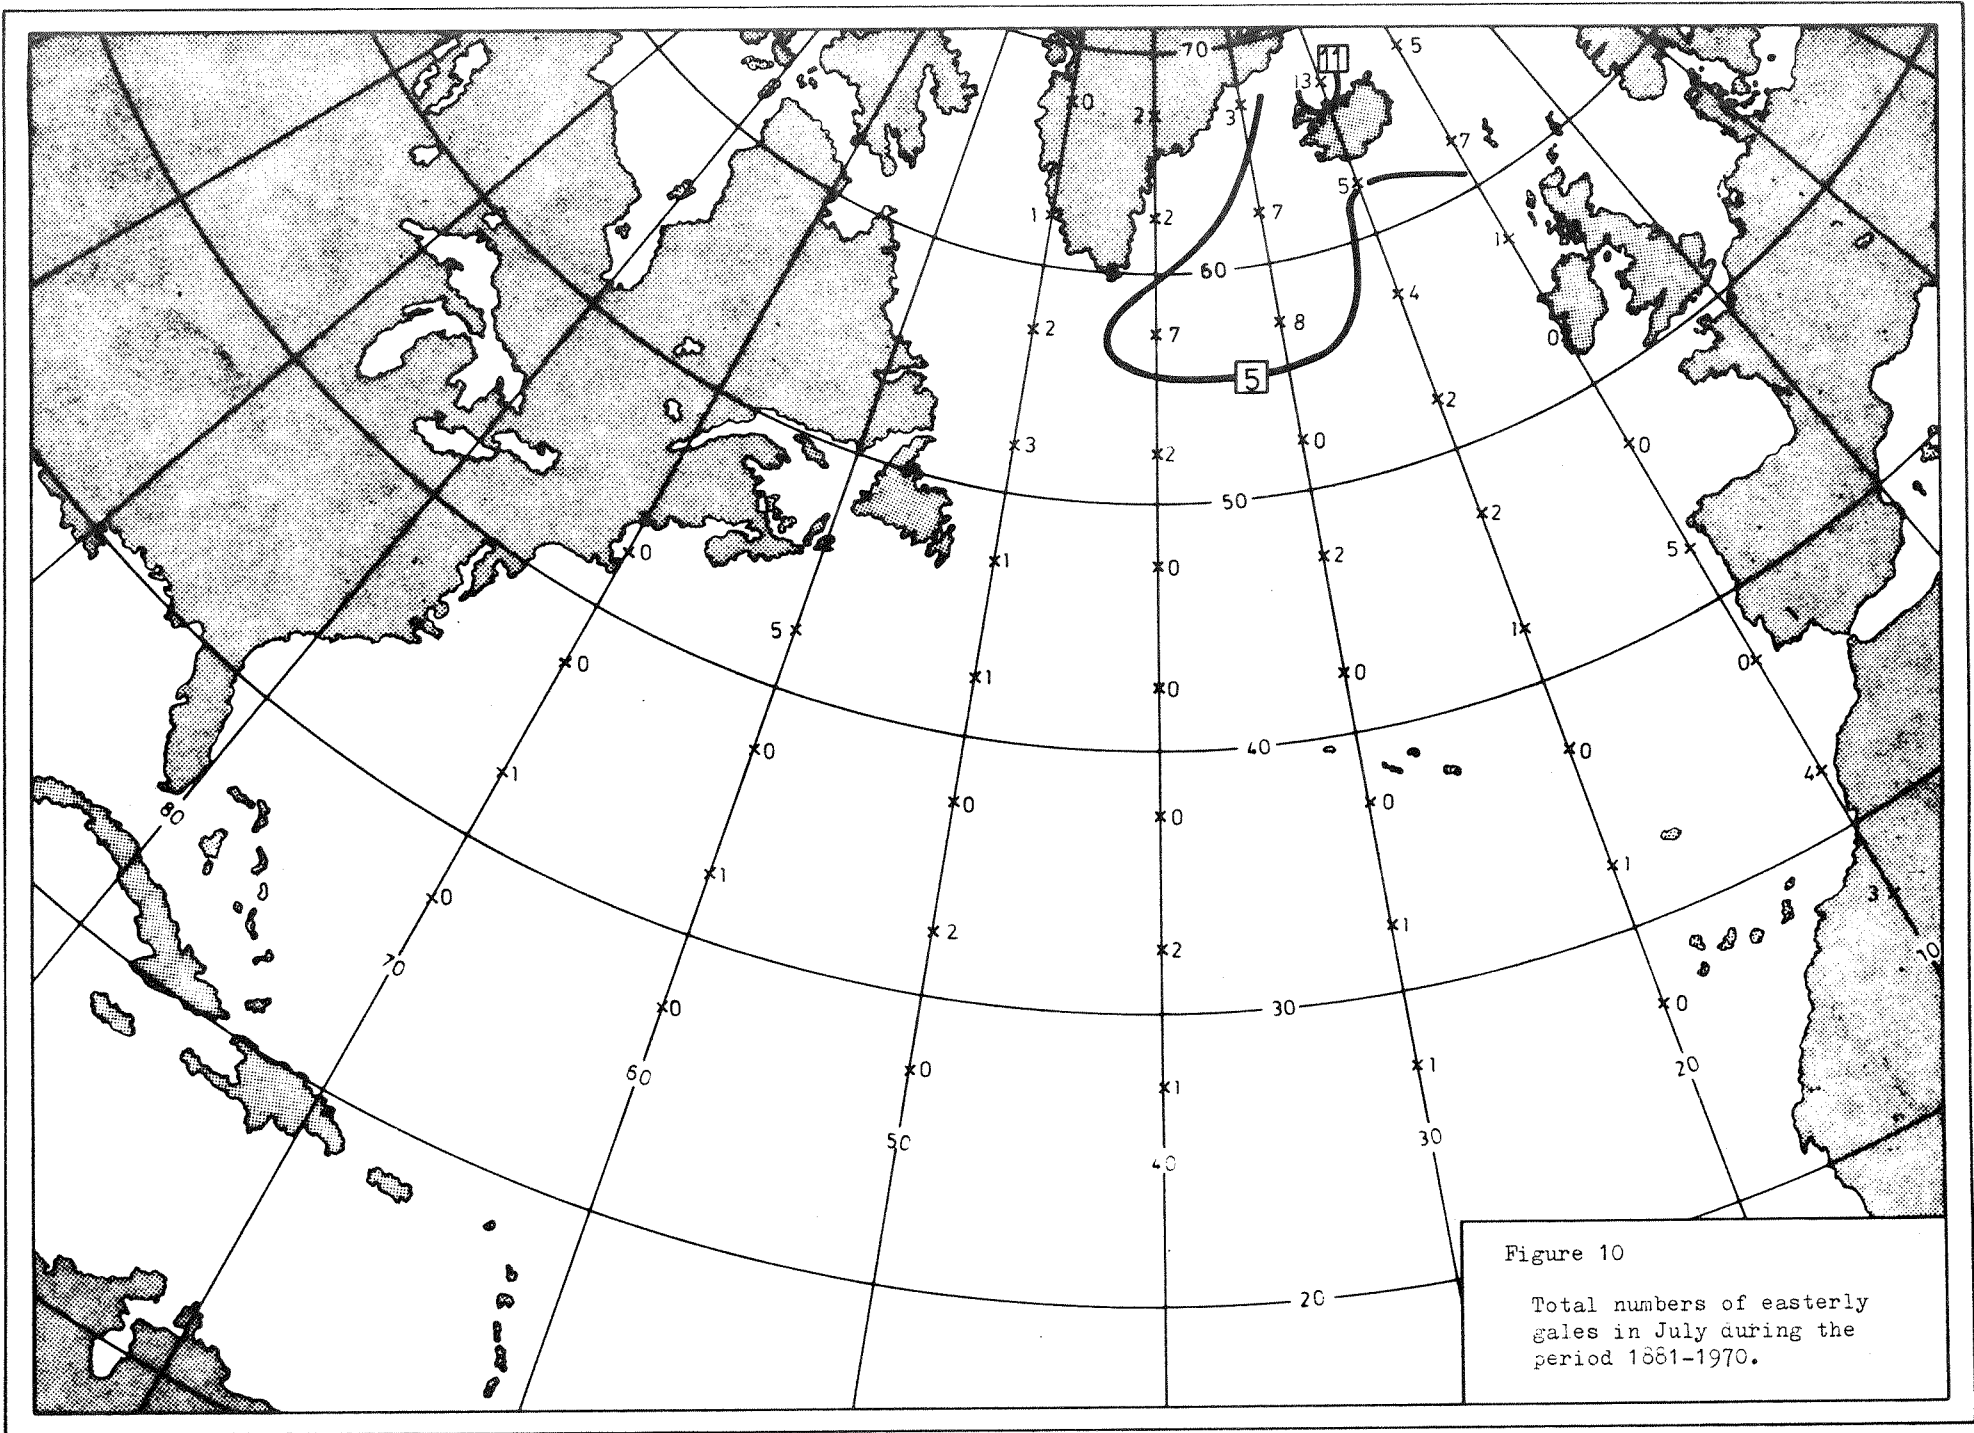 70 5
11
13
0 2 3 7
5
1 2 7 1
60
4
2 7 8 0
5
2
3 2 0 0
50
2
0 1 0 2 5
5 1
0 1 0 0 0
40
0 0
1 4
0 0 0
80
1 1
0 3
2 1
2 10
70
0 30 0
60 0 1 20
1
50 30
40
20
Figure 10
Total numbers of easterly
gales in July during the
period 1881-1970.